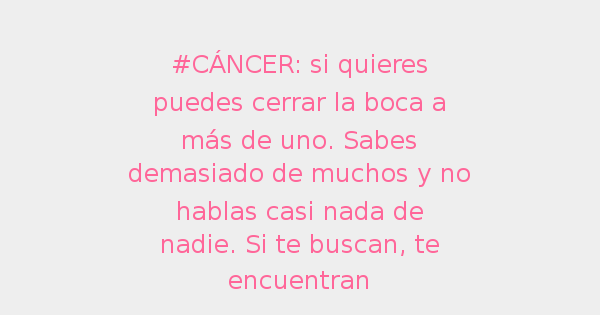 #CÁNCER: si quieres
puedes cerrar la boca a
más de uno. Sabes
demasiado de muchos y no
hablas casi nada de
nadie. Si te buscan, te
encuentran